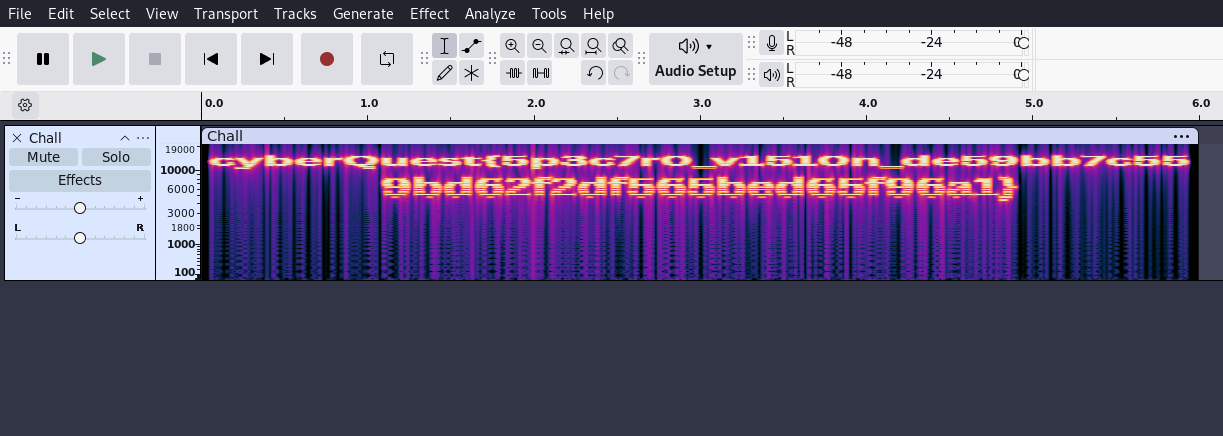 File Edit Select View Transport Tracks Generate Effect Analyze Tools Help
L -48 -24 0
R
Audio Setup
L -48 -24 0
R
0.0 1.0 2.0 3.0 4.0 5.0 6.0
Chall
Chall
Mute Solo
Effects
- +
L R
19000
10000
6000
3000
1800
1000
100
cyberQuest{5p3c7r0_v1510n_de59bb7c55
9bd62f2df565bed65f96a1}